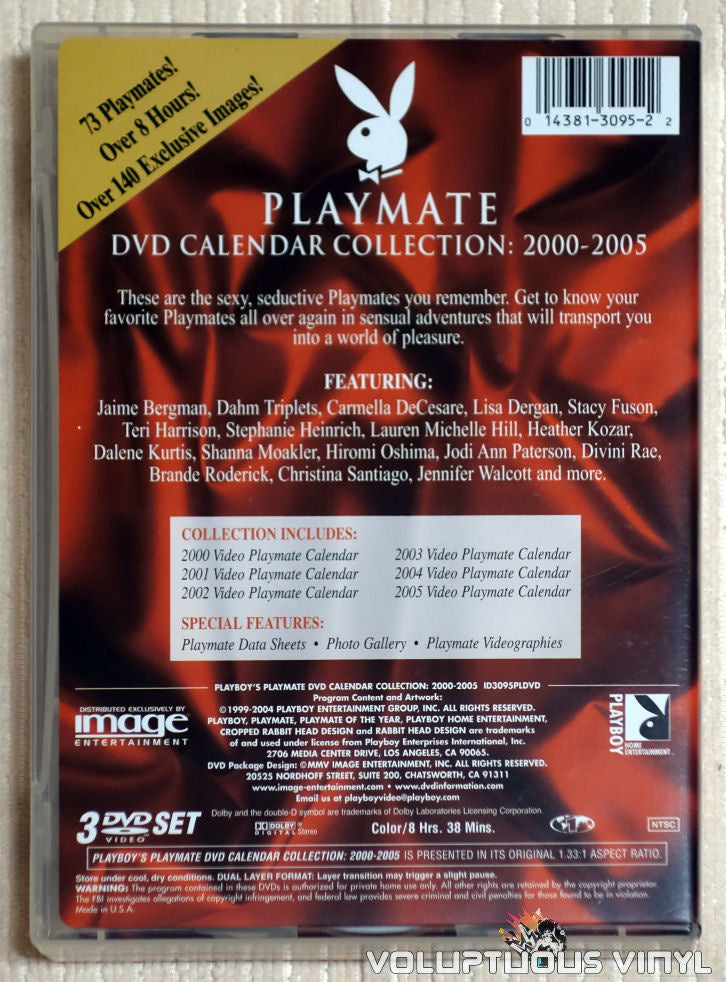 73 Playmates!
Over 8 Hours!
Over 140 Exclusive Images!
0 14381-3095-2 2
PLAYMATE
DVD CALENDAR COLLECTION: 2000-2005
These are the sexy, seductive Playmates you remember. Get to know your
favorite Playmates all over again in sensual adventures that will transport you
into a world of pleasure.
FEATURING:
Jaime Bergman, Dahm Triplets, Carmella DeCesare, Lisa Dergan, Stacy Fuson,
Teri Harrison, Stephanie Heinrich, Lauren Michelle Hill, Heather Kozar,
Dalene Kurtis, Shanna Moakler, Hiromi Oshima, Jodi Ann Paterson, Divini Rae,
Brande Roderick, Christina Santiago, Jennifer Walcott and more.
COLLECTION INCLUDES:
2000 Video Playmate Calendar 2003 Video Playmate Calendar
2001 Video Playmate Calendar 2004 Video Playmate Calendar
2002 Video Playmate Calendar 2005 Video Playmate Calendar
SPECIAL FEATURES:
Playmate Data Sheets • Photo Gallery • Playmate Videographies
PLAYBOY'S PLAYMATE DVD CALENDAR COLLECTION: 2000-2005 ID3095PLDVD
Program Content and Artwork:
©1999-2004 PLAYBOY ENTERTAINMENT GROUP, INC. ALL RIGHTS RESERVED.
PLAYBOY, PLAYMATE, PLAYMATE OF THE YEAR, PLAYBOY HOME ENTERTAINMENT,
CROPPED RABBIT HEAD DESIGN and RABBIT HEAD DESIGN are trademarks
of and used under license from Playboy Enterprises International, Inc.
2706 MEDIA CENTER DRIVE, LOS ANGELES, CA 90065.
DVD Package Design: ©MMV IMAGE ENTERTAINMENT, INC. ALL RIGHTS RESERVED.
20525 NORDHOFF STREET, SUITE 200, CHATSWORTH, CA 91311
www.image-entertainment.com • www.dvdinformation.com
Email us at playboyvideo@playboy.com
DISTRIBUTED EXCLUSIVELY BY
image
ENTERTAINMENT
PLAYBOY
HOME
ENTERTAINMENT
Dolby and the double-D symbol are trademarks of Dolby Laboratories Licensing Corporation.
3 DVD VIDEO SET
DOLBY DIGITAL Stereo
Color/8 Hrs. 38 Mins.
NTSC
PLAYBOY'S PLAYMATE DVD CALENDAR COLLECTION: 2000-2005 IS PRESENTED IN ITS ORIGINAL 1.33:1 ASPECT RATIO.
Store under cool, dry conditions. DUAL LAYER FORMAT: Layer transition may trigger a slight pause.
WARNING: The program contained in these DVDs is authorized for private home use only. All other rights are retained by the copyright proprietor.
The FBI investigates allegations of copyright infringement, and federal law provides severe criminal and civil penalties for those found to be in violation.
Made in U.S.A.
VOLUPTUOUS VINYL